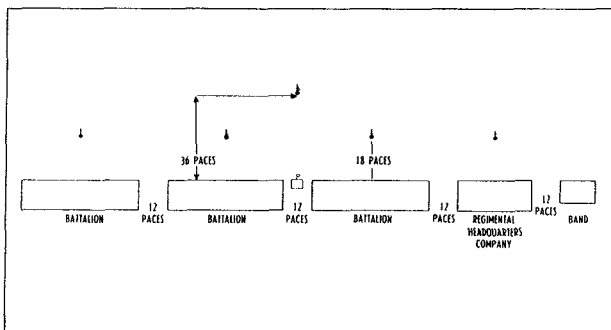 36 PACES
18 PACES
12
PACES
12
PACES
12
PACES
12
PACES
BATTALION
BATTALION
BATTALION
REGIMENTAL
HEADQUARTERS
COMPANY
BAND